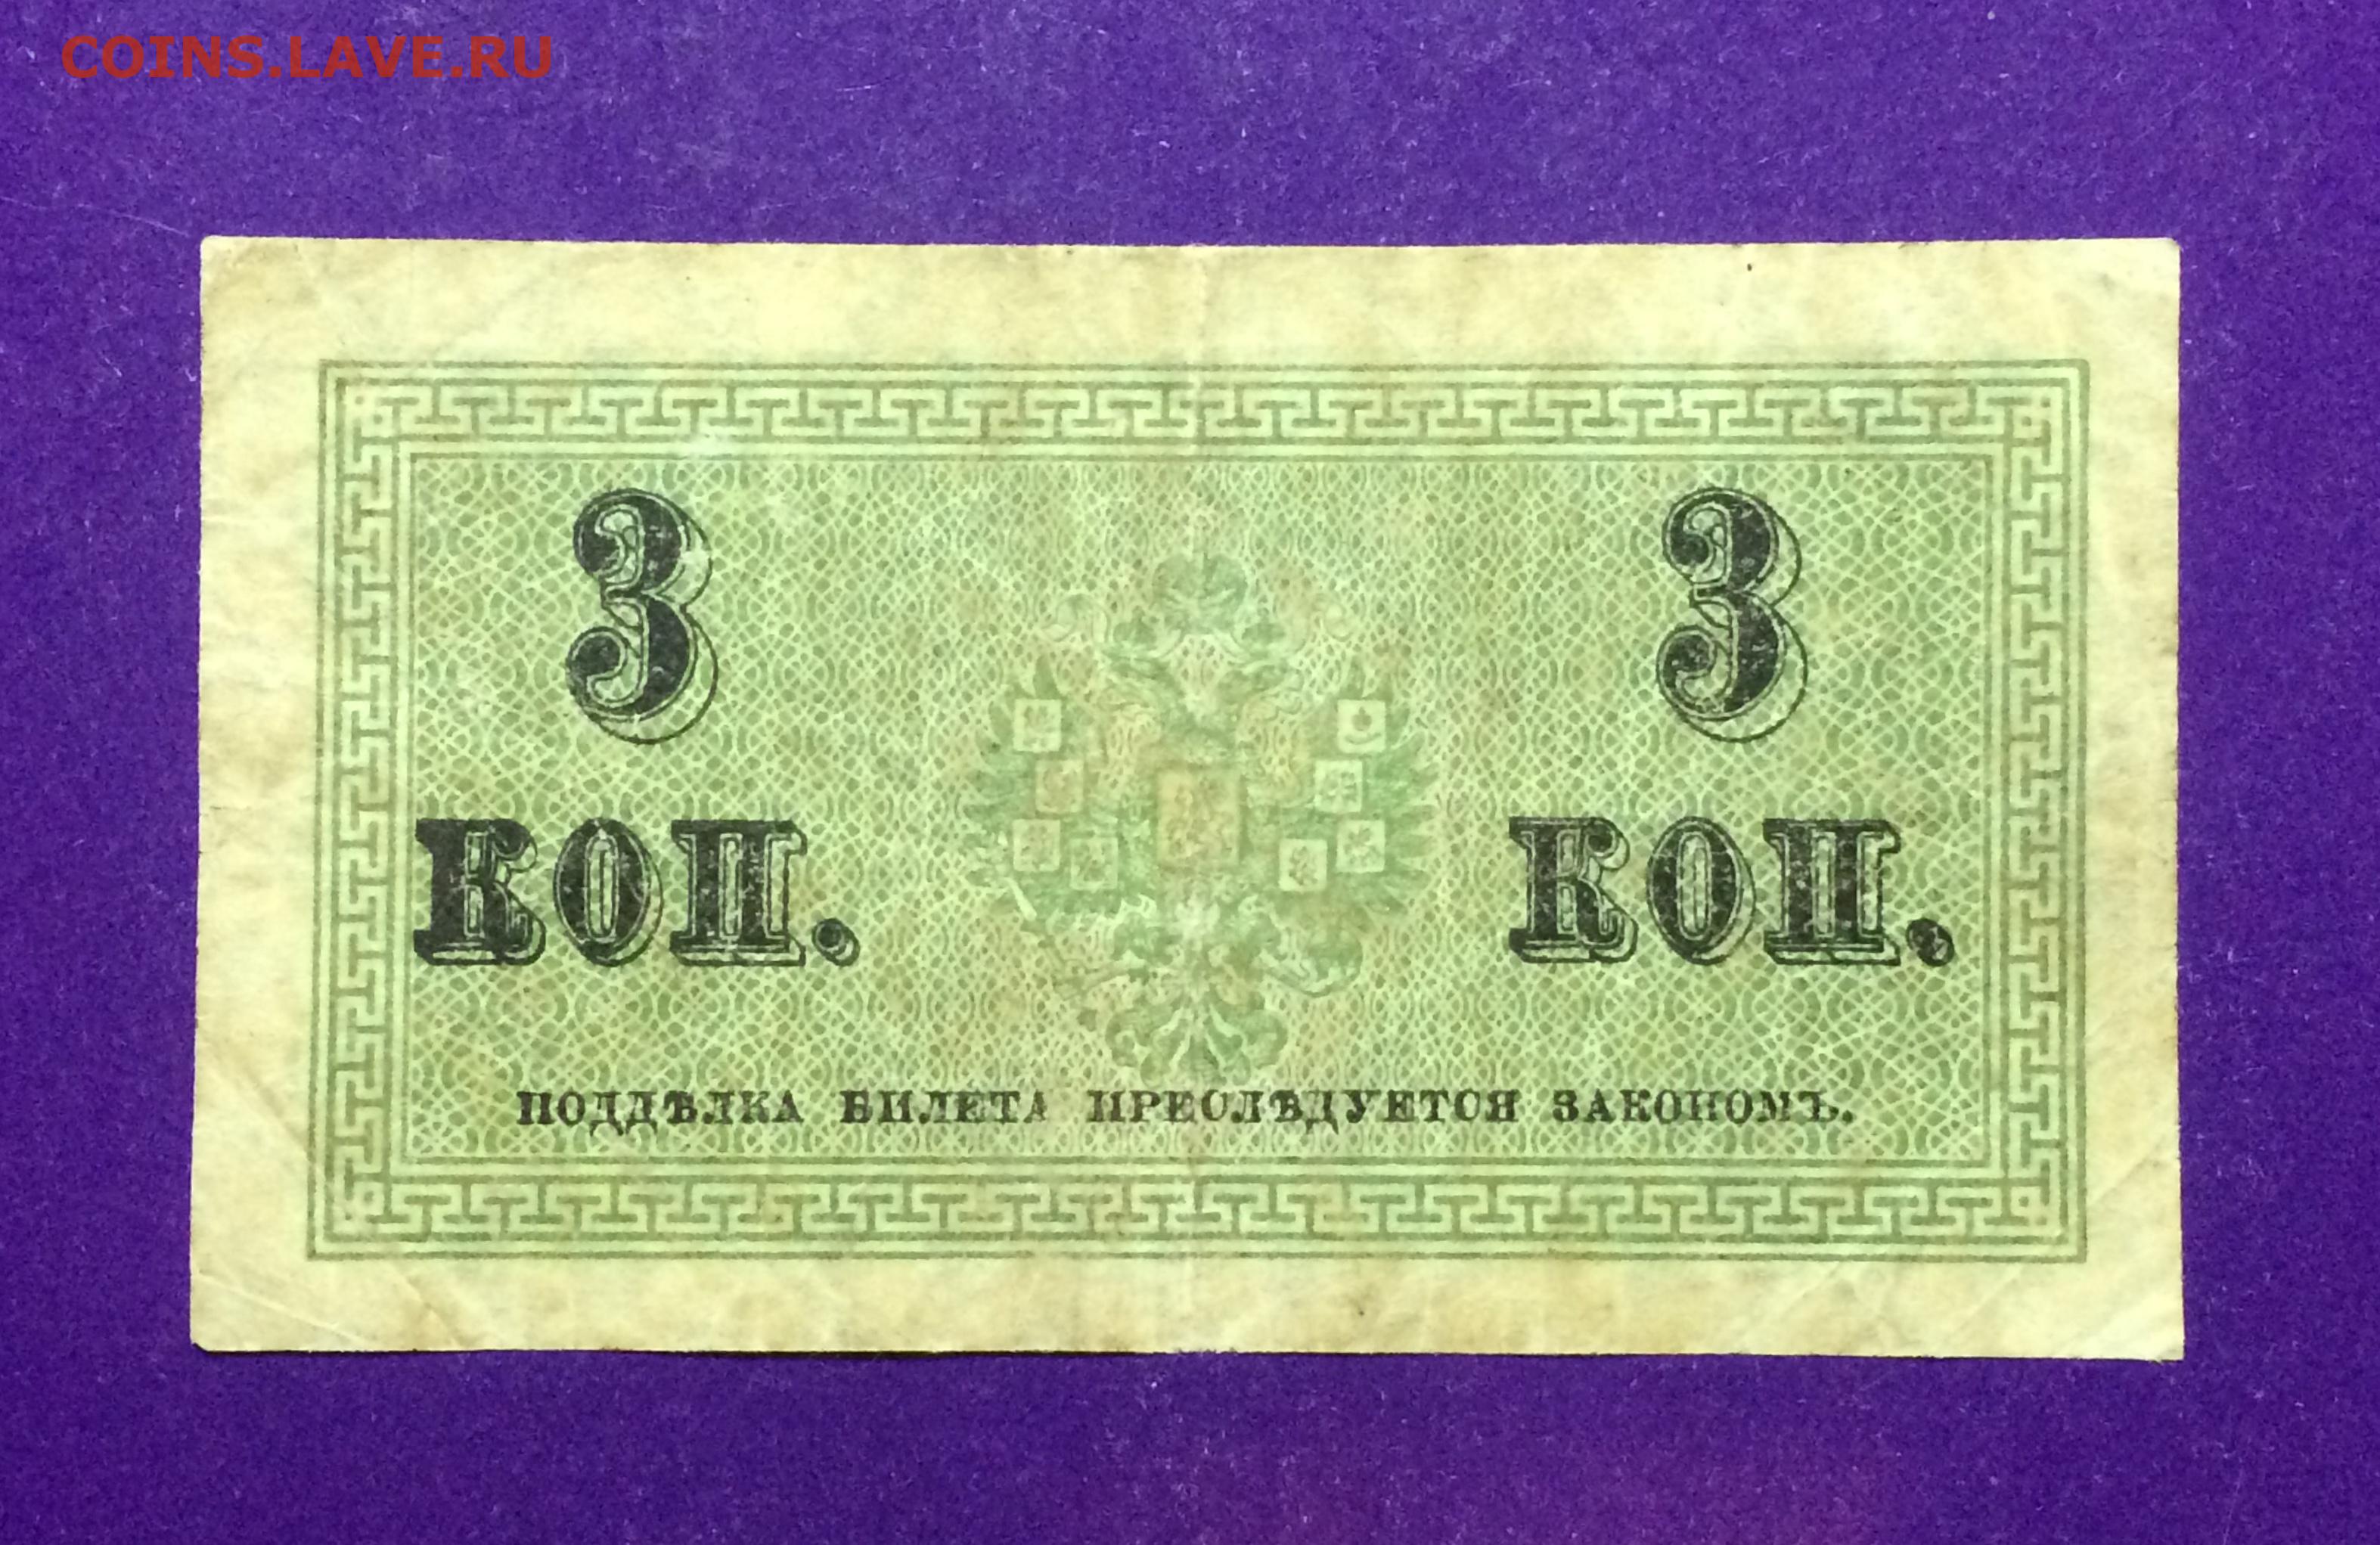 COINS.LAVE.RU
3 3
КОП. КОП.
ПОДДѢЛКА БИЛЕТА ПРЕСЛѢДУЕТСЯ ЗАКОНОМЪ.